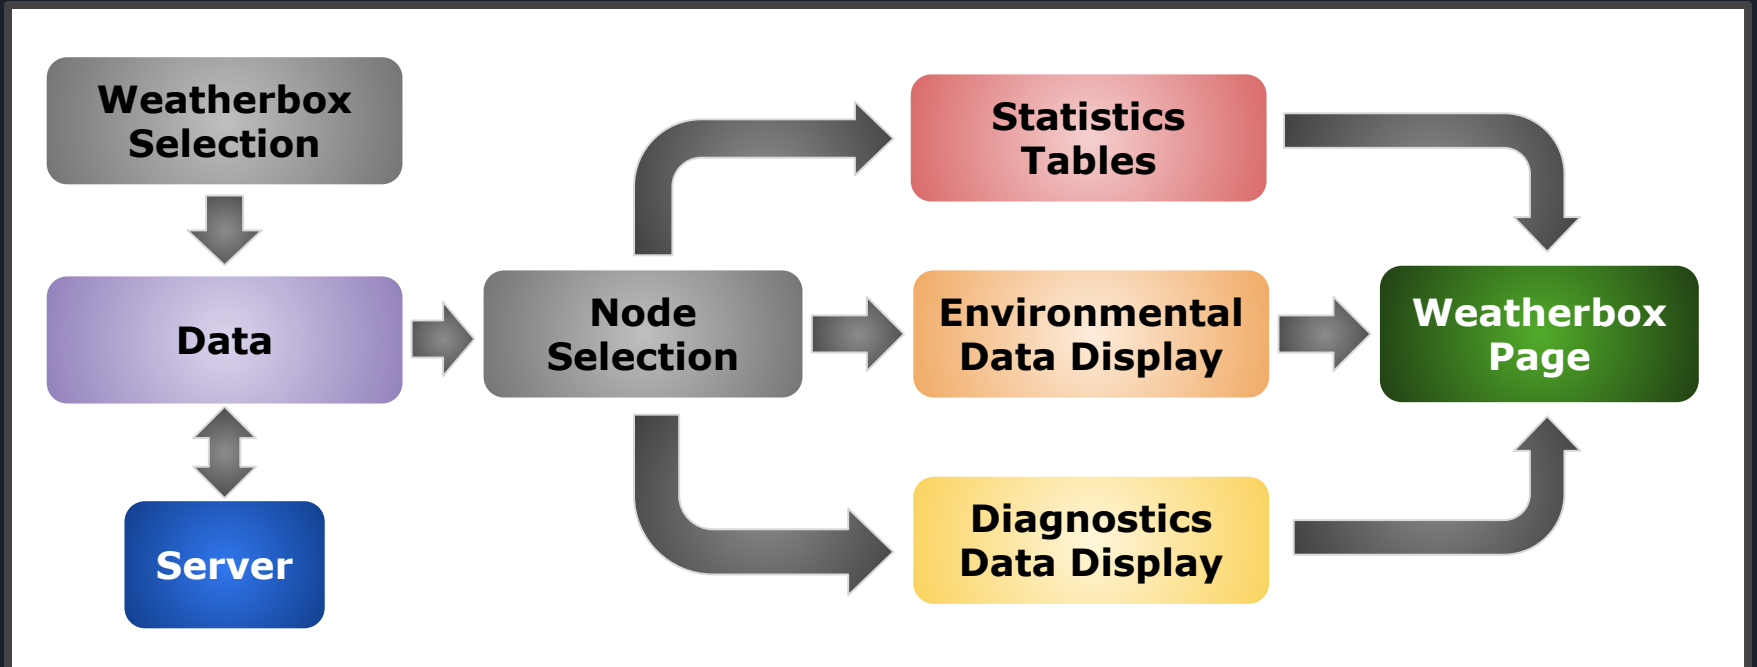 Weatherbox
Selection
Data
Server
Node
Selection
Statistics
Tables
Environmental
Data Display
Diagnostics
Data Display
Weatherbox
Page